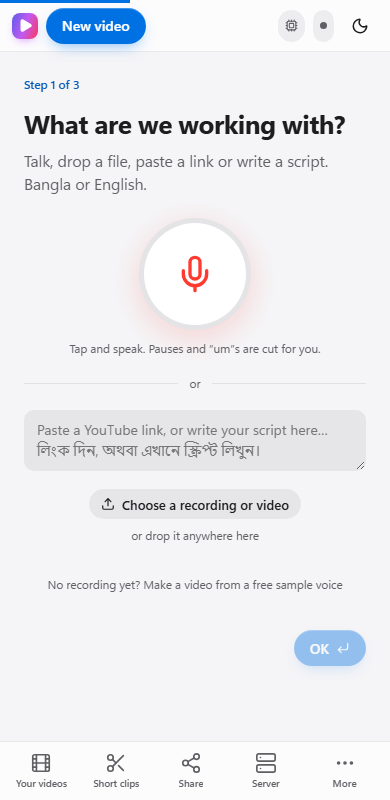 New video
Step 1 of 3
What are we working with?
Talk, drop a file, paste a link or write a script.
Bangla or English.
Tap and speak. Pauses and "um"s are cut for you.
or
Paste a YouTube link, or write your script here...
লিংক দিন, অথবা এখানে স্ক্রিপ্ট লিখুন।
Choose a recording or video
or drop it anywhere here
No recording yet? Make a video from a free sample voice
OK
Your videos
Short clips
Share
Server
More